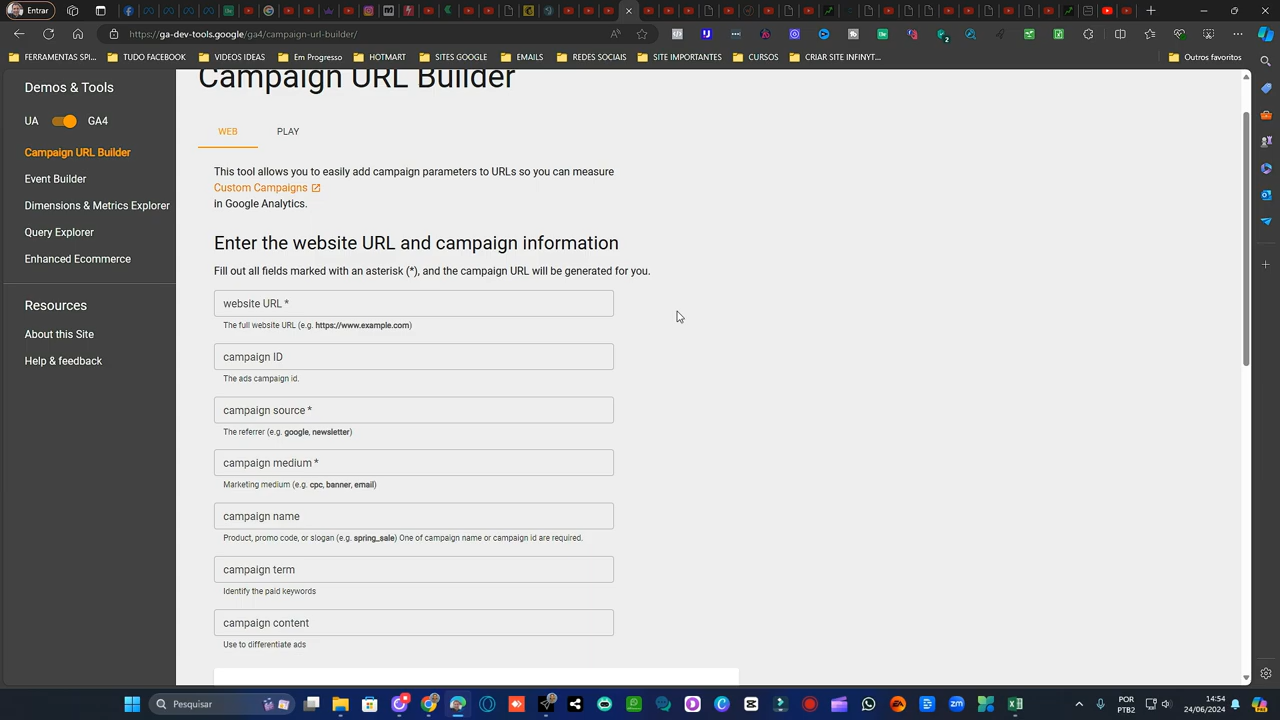 Entrar
https://ga-dev-tools.google/ga4/campaign-url-builder/
FERRAMENTAS SPI...
TUDO FACEBOOK
VIDEOS IDEAS
Em Progresso
HOTMART
SITES GOOGLE
EMAILS
REDES SOCIAIS
SITE IMPORTANTES
CURSOS
CRIAR SITE INFINYT...
Outros favoritos
Demos & Tools
UA
GA4
Campaign URL Builder
Event Builder
Dimensions & Metrics Explorer
Query Explorer
Enhanced Ecommerce
Resources
About this Site
Help & feedback
Campaign URL Builder
WEB
PLAY
This tool allows you to easily add campaign parameters to URLs so you can measure
Custom Campaigns
in Google Analytics.
Enter the website URL and campaign information
Fill out all fields marked with an asterisk (*), and the campaign URL will be generated for you.
website URL *
The full website URL (e.g. https://www.example.com)
campaign ID
The ads campaign id.
campaign source *
The referrer (e.g. google, newsletter)
campaign medium *
Marketing medium (e.g. cpc, banner, email)
campaign name
Product, promo code, or slogan (e.g. spring_sale) One of campaign name or campaign id are required.
campaign term
Identify the paid keywords
campaign content
Use to differentiate ads
Pesquisar
POR
PTB2
14:54
24/06/2024